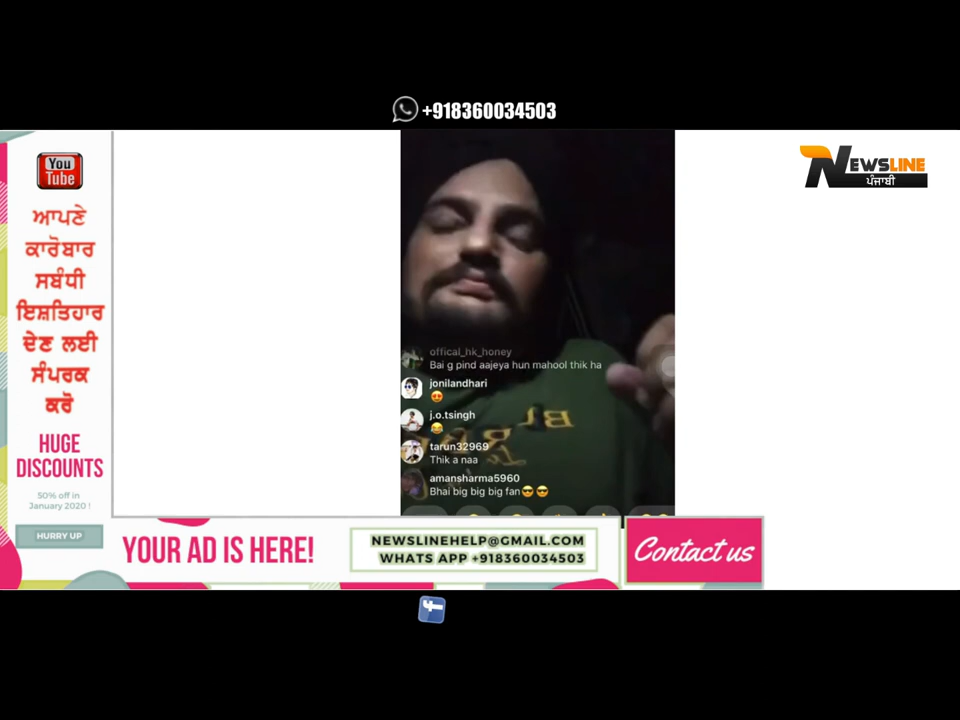 +918360034503
You
Tube
ਆਪਣੇ
ਕਾਰੋਬਾਰ
ਸਬੰਧੀ
ਇਸ਼ਤਿਹਾਰ
ਦੇਣ ਲਈ
ਸੰਪਰਕ
ਕਰੋ
HUGE
DISCOUNTS
50% off in
January 2020 !
HURRY UP
NEWSLINE
ਪੰਜਾਬੀ
offical_hk_honey
Bai g pind aajeya hun mahool thik ha
jonilandhari
😍
j.o.tsingh
😂
tarun32969
Thik a naa
amansharma5960
Bhai big big big fan😎😎
YOUR AD IS HERE!
NEWSLINEHELP@GMAIL.COM
WHATS APP +918360034503
Contact us